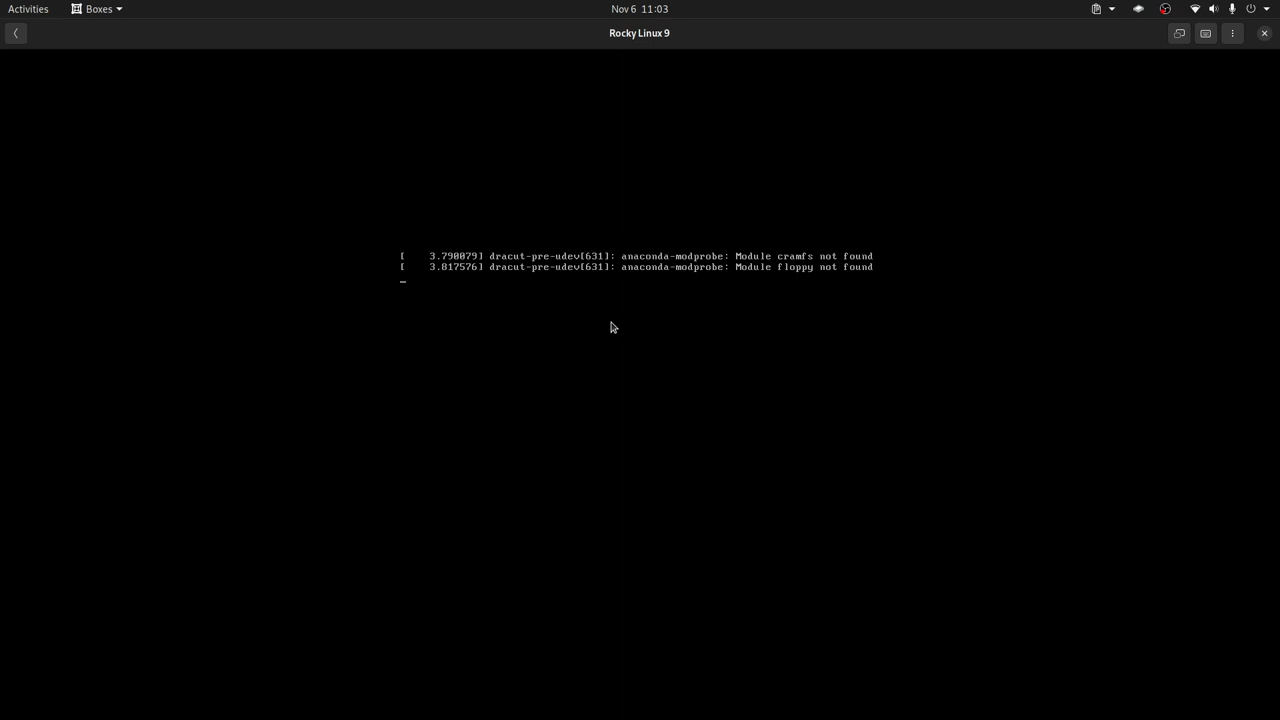 Activities
Boxes
Nov 6 11:03
Rocky Linux 9
[    3.790079] dracut-pre-udev[631]: anaconda-modprobe: Module cramfs not found
[    3.817576] dracut-pre-udev[631]: anaconda-modprobe: Module floppy not found